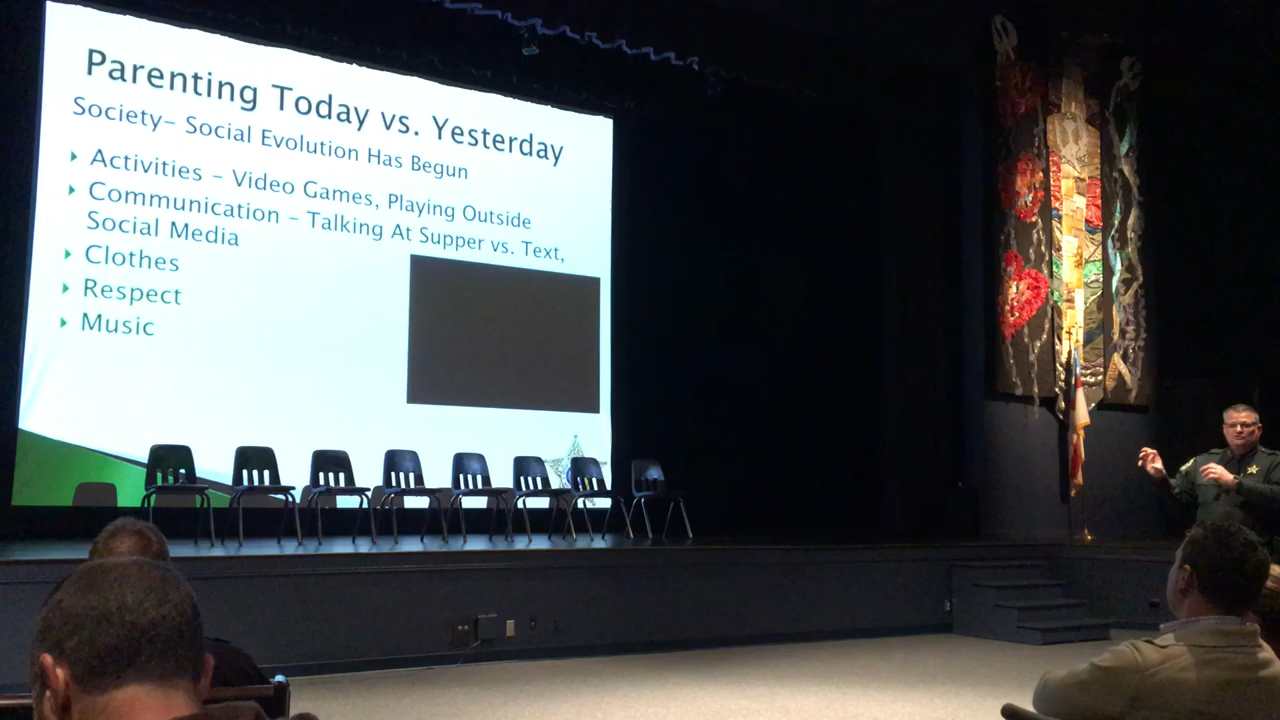 Parenting Today vs. Yesterday
Society– Social Evolution Has Begun
Activities – Video Games, Playing Outside
Communication – Talking At Supper vs. Text,
Social Media
Clothes
Respect
Music